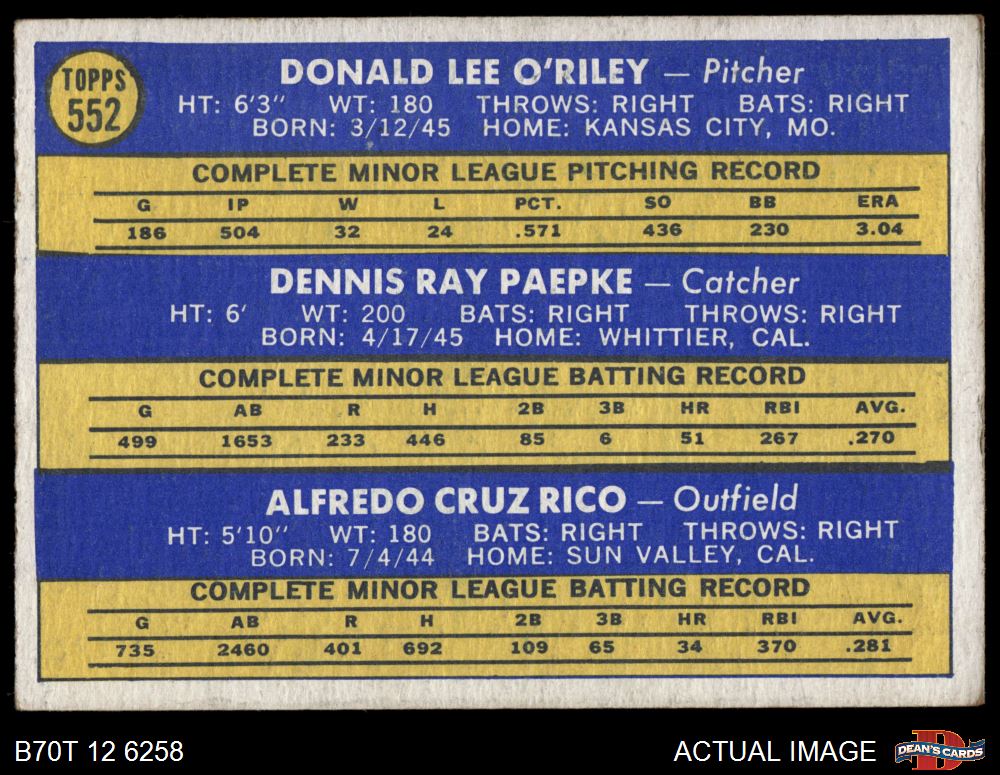 TOPPS
552
DONALD LEE O'RILEY — Pitcher
HT: 6'3" WT: 180 THROWS: RIGHT BATS: RIGHT
BORN: 3/12/45 HOME: KANSAS CITY, MO.
COMPLETE MINOR LEAGUE PITCHING RECORD
G IP W L PCT. SO BB ERA
186 504 32 24 .571 436 230 3.04
DENNIS RAY PAEPKE — Catcher
HT: 6' WT: 200 BATS: RIGHT THROWS: RIGHT
BORN: 4/17/45 HOME: WHITTIER, CAL.
COMPLETE MINOR LEAGUE BATTING RECORD
G AB R H 2B 3B HR RBI AVG.
499 1653 233 446 85 6 51 267 .270
ALFREDO CRUZ RICO — Outfield
HT: 5'10" WT: 180 BATS: RIGHT THROWS: RIGHT
BORN: 7/4/44 HOME: SUN VALLEY, CAL.
COMPLETE MINOR LEAGUE BATTING RECORD
G AB R H 2B 3B HR RBI AVG.
735 2460 401 692 109 65 34 370 .281
B70T 12 6258
ACTUAL IMAGE
D
DEAN'S CARDS